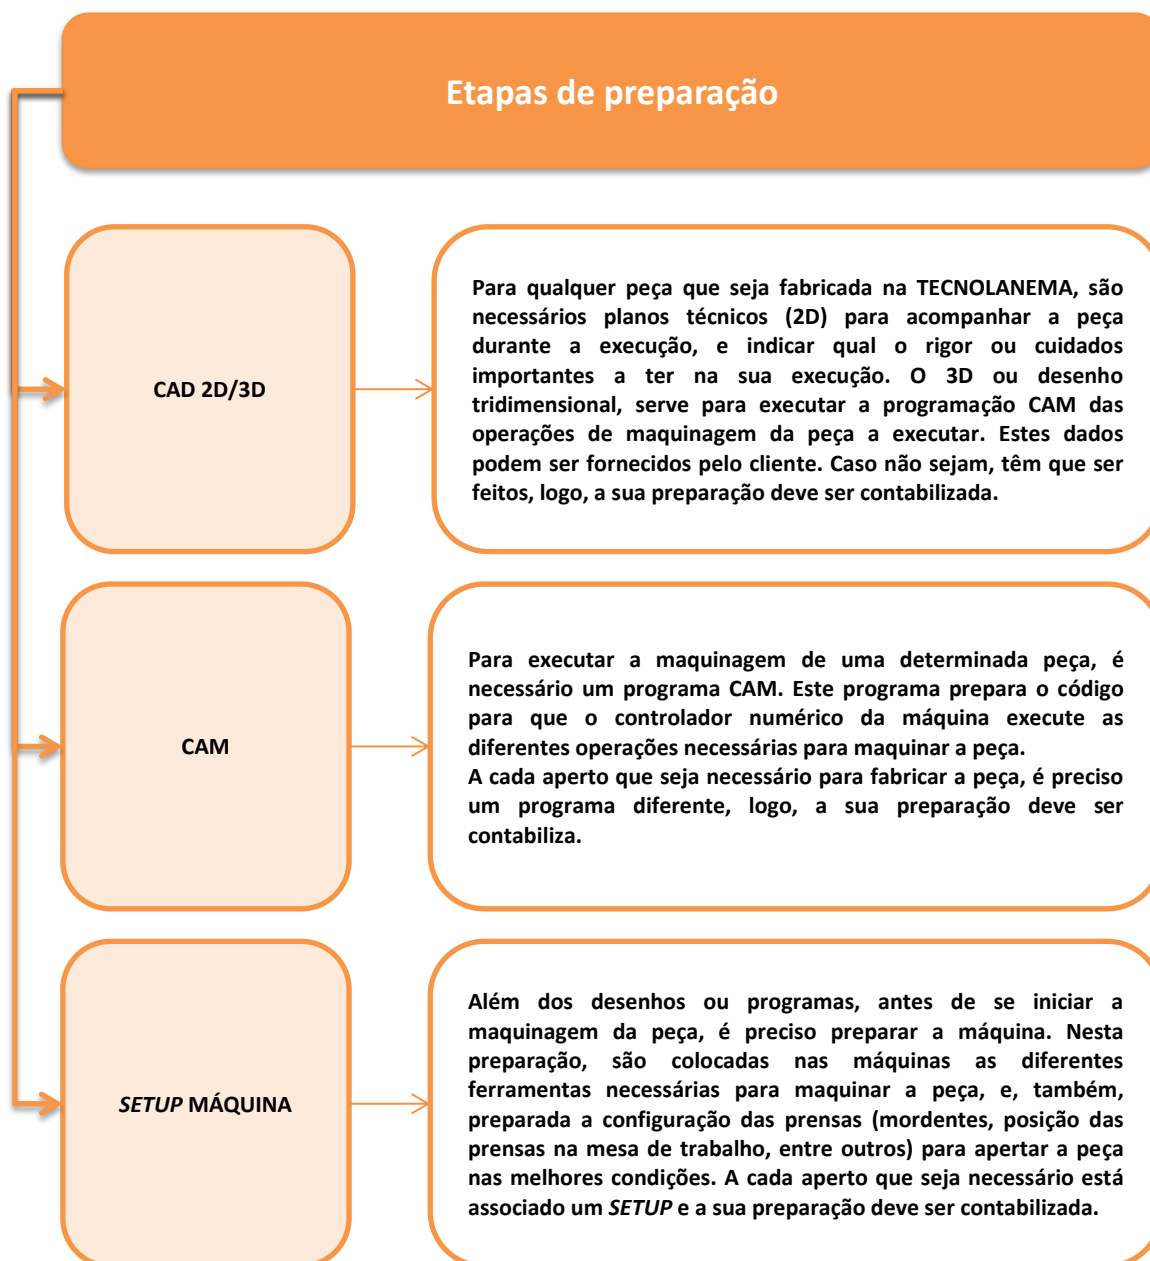 Etapas de preparação
CAD 2D/3D
Para qualquer peça que seja fabricada na TECNOLANEMA, são
necessários planos técnicos (2D) para acompanhar a peça
durante a execução, e indicar qual o rigor ou cuidados
importantes a ter na sua execução. O 3D ou desenho
tridimensional, serve para executar a programação CAM das
operações de maquinagem da peça a executar. Estes dados
podem ser fornecidos pelo cliente. Caso não sejam, têm que ser
feitos, logo, a sua preparação deve ser contabilizada.
CAM
Para executar a maquinagem de uma determinada peça, é
necessário um programa CAM. Este programa prepara o código
para que o controlador numérico da máquina execute as
diferentes operações necessárias para maquinar a peça.
A cada aperto que seja necessário para fabricar a peça, é preciso
um programa diferente, logo, a sua preparação deve ser
contabiliza.
SETUP MÁQUINA
Além dos desenhos ou programas, antes de se iniciar a
maquinagem da peça, é preciso preparar a máquina. Nesta
preparação, são colocadas nas máquinas as diferentes
ferramentas necessárias para maquinar a peça, e, também,
preparada a configuração das prensas (mordentes, posição das
prensas na mesa de trabalho, entre outros) para apertar a peça
nas melhores condições. A cada aperto que seja necessário está
associado um SETUP e a sua preparação deve ser contabilizada.